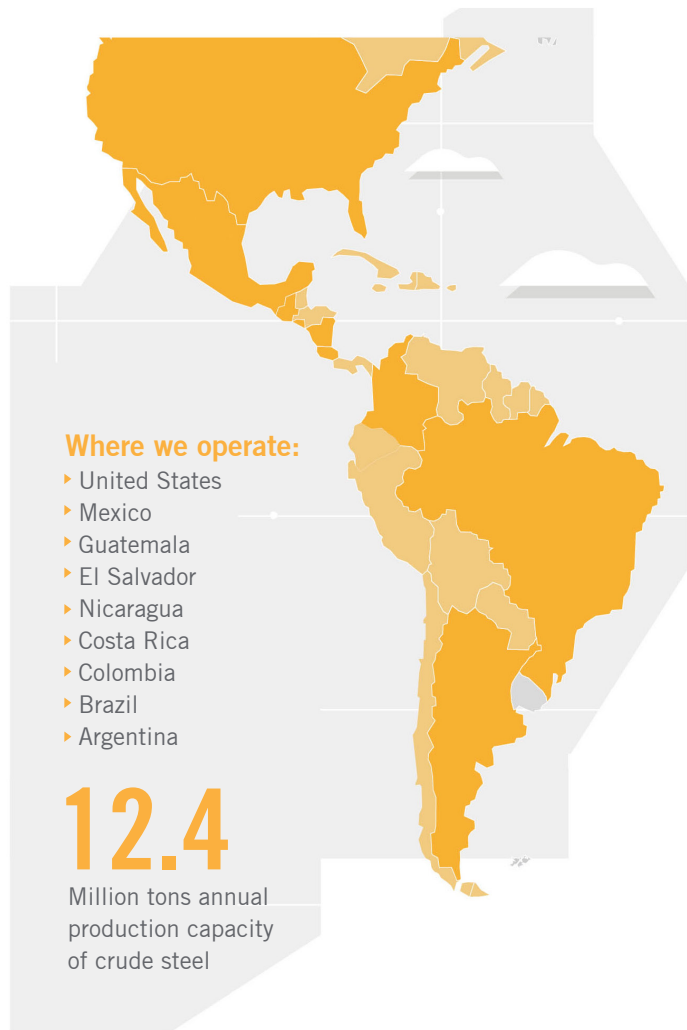 Where we operate:
United States
Mexico
Guatemala
El Salvador
Nicaragua
Costa Rica
Colombia
Brazil
Argentina
12.4
Million tons annual
production capacity
of crude steel